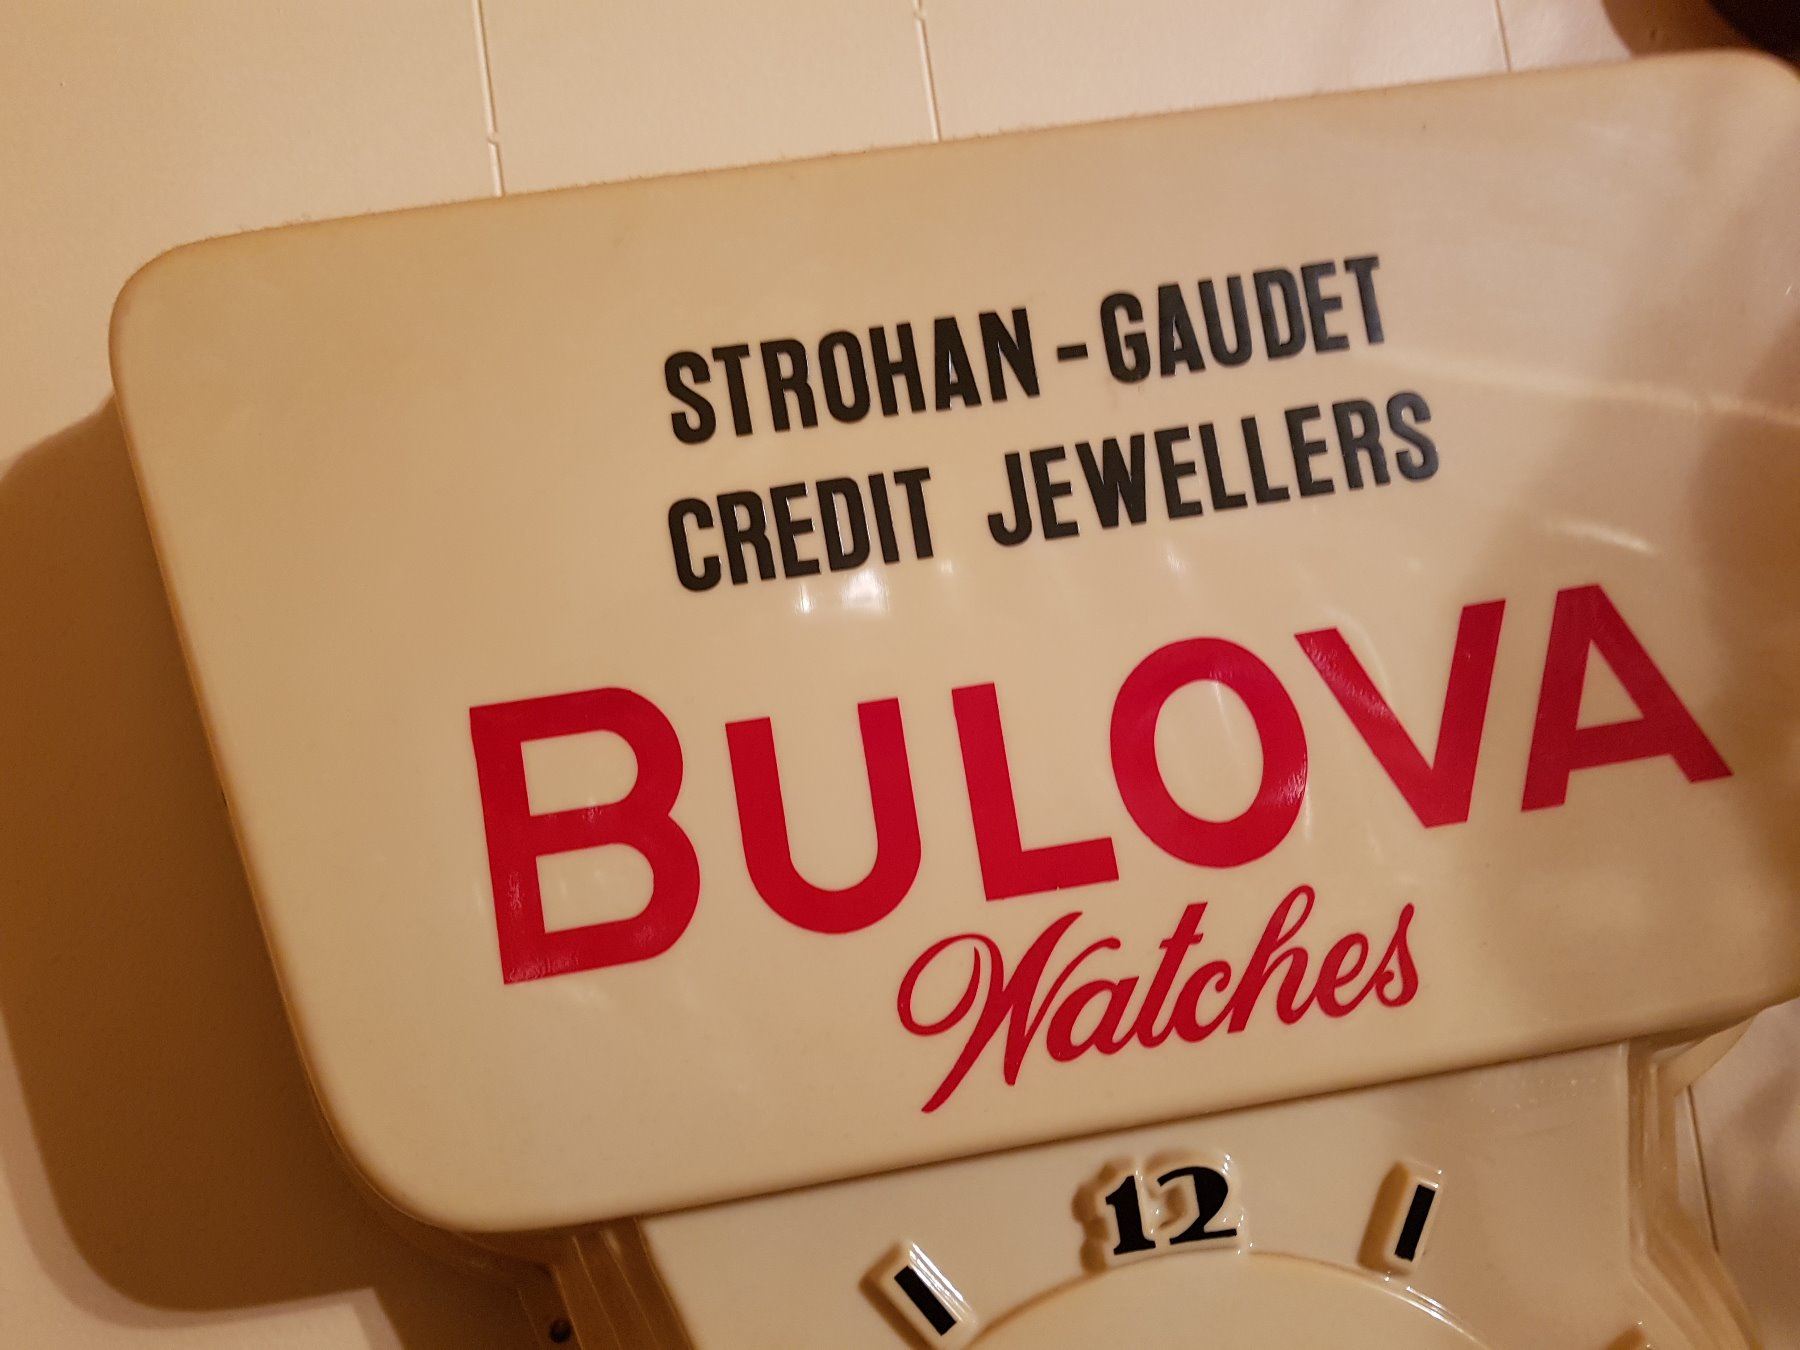 STROHAN-GAUDET
CREDIT JEWELLERS
BULOVA
Watches
12